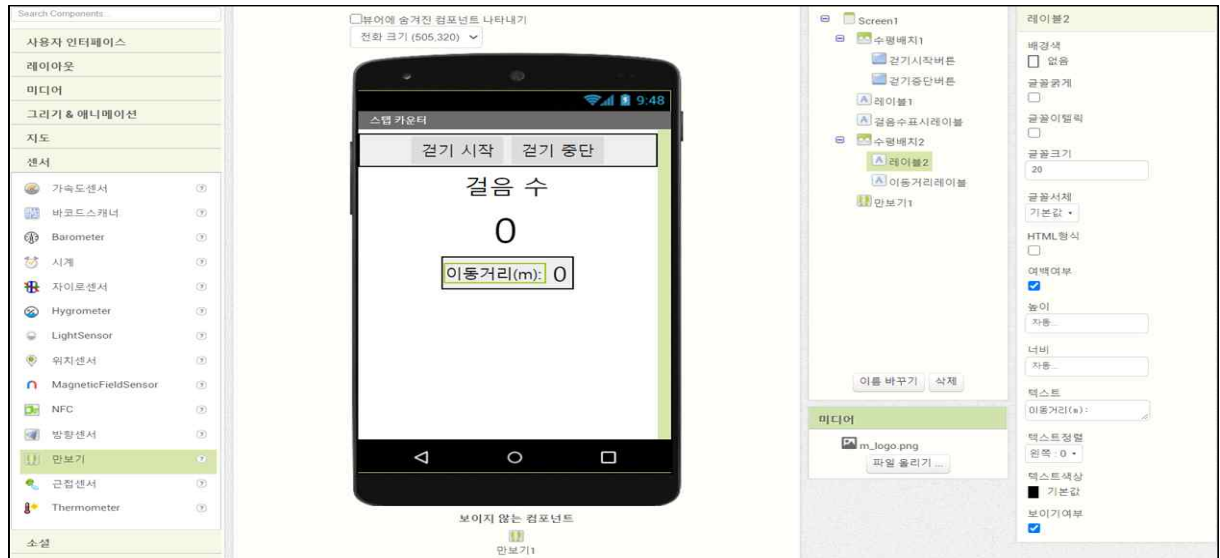 Search Components...
사용자 인터페이스
레이아웃
미디어
그리기 & 애니메이션
지도
센서
가속도센서
바코드스캐너
Barometer
시계
자이로센서
Hygrometer
LightSensor
위치센서
MagneticFieldSensor
NFC
방향센서
만보기
근접센서
Thermometer
소셜
뷰어에 숨겨진 컴포넌트 나타내기
전화 크기 (505,320)
9:48
스탭 카운터
걷기 시작 걷기 중단
걸음 수
0
이동거리(m): 0
보이지 않는 컴포넌트
만보기1
Screen1
수평배치1
걷기시작버튼
걷기중단버튼
레이블1
걸음수표시레이블
수평배치2
레이블2
이동거리레이블
만보기1
이름 바꾸기 삭제
미디어
m_logo.png
파일 올리기 ...
레이블2
배경색
없음
글꼴굵게
글꼴이탤릭
글꼴크기
20
글꼴서체
기본값
HTML형식
여백여부
높이
자동...
너비
자동...
텍스트
이동거리(m):
텍스트정렬
왼쪽 : 0
텍스트색상
기본값
보이기여부